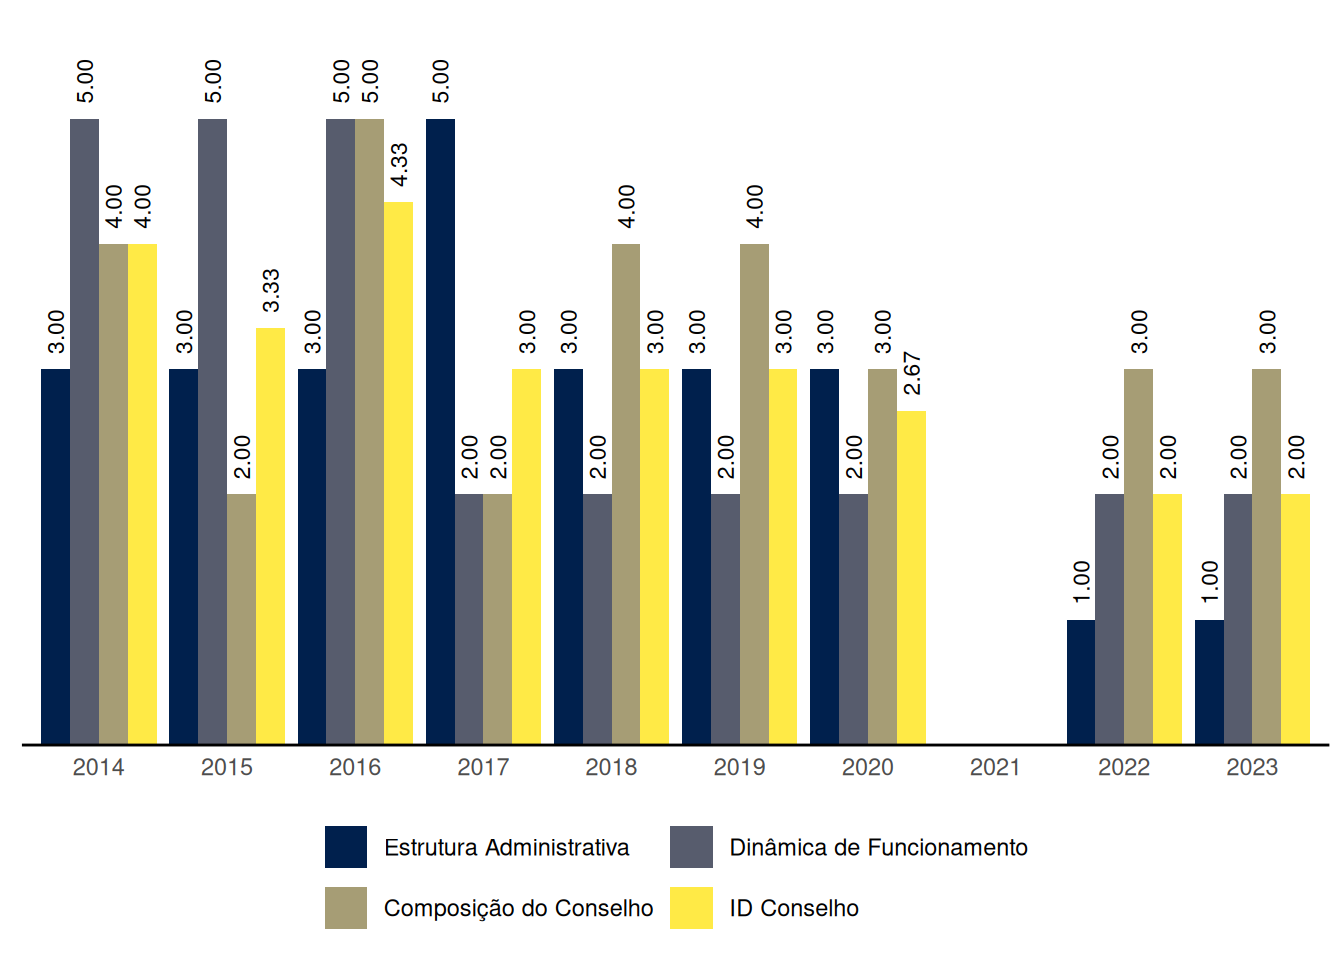 5.00 5.00 5.00 5.00 5.00
4.33
4.00 4.00 4.00 4.00
3.33
3.00 3.00 3.00 3.00 3.00 3.00 3.00 3.00 3.00 3.00 3.00 3.00
2.67
2.00 2.00 2.00 2.00 2.00 2.00 2.00 2.00 2.00 2.00
1.00 1.00
2014 2015 2016 2017 2018 2019 2020 2021 2022 2023
Estrutura Administrativa Dinâmica de Funcionamento
Composição do Conselho ID Conselho